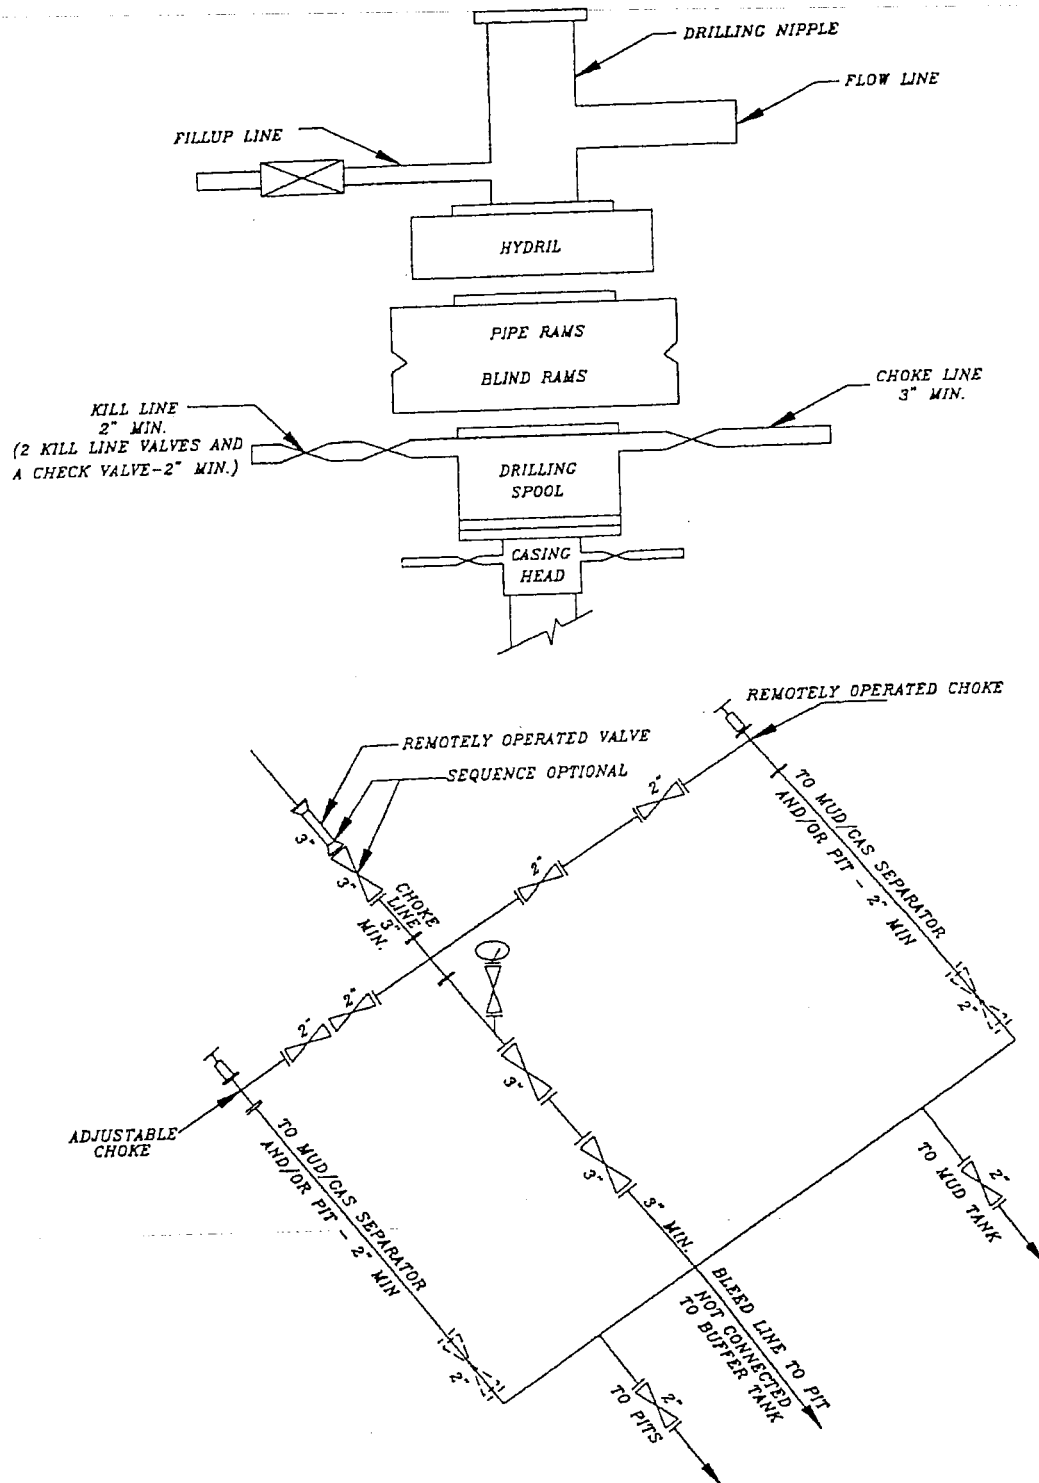 DRILLING NIPPLE
FLOW LINE
FILLUP LINE
HYDRIL
PIPE RAMS
BLIND RAMS
CHOKE LINE
3" MIN.
KILL LINE
2" MIN.
(2 KILL LINE VALVES AND
A CHECK VALVE-2" MIN.)
DRILLING
SPOOL
CASING
HEAD
REMOTELY OPERATED CHOKE
REMOTELY OPERATED VALVE
SEQUENCE OPTIONAL
3"
3"
CHOKE
LINE
3"
MIN.
2"
2"
TO MUD/GAS SEPARATOR
AND/OR PIT - 2" MIN
2"
2"
2"
3"
2"
ADJUSTABLE
CHOKE
TO MUD/GAS SEPARATOR
AND/OR PIT - 2" MIN
3"
3" MIN.
2"
TO MUD TANK
BLEED LINE TO PIT
NOT CONNECTED
TO BUFFER TANK
2"
2"
TO PITS